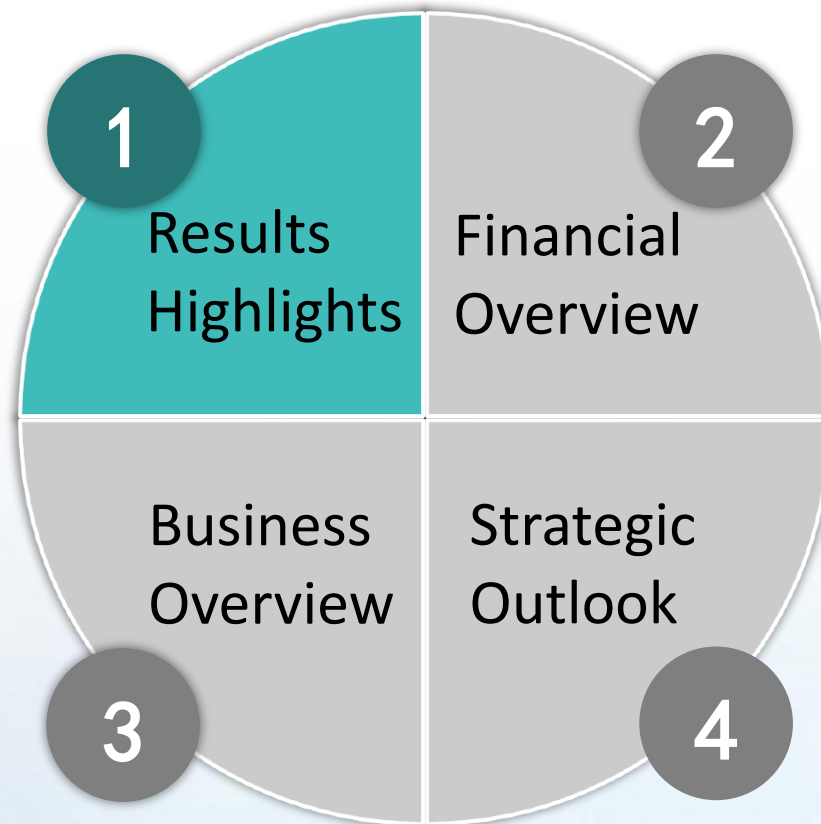 1
Results
Highlights
2
Financial
Overview
3
Business
Overview
4
Strategic
Outlook